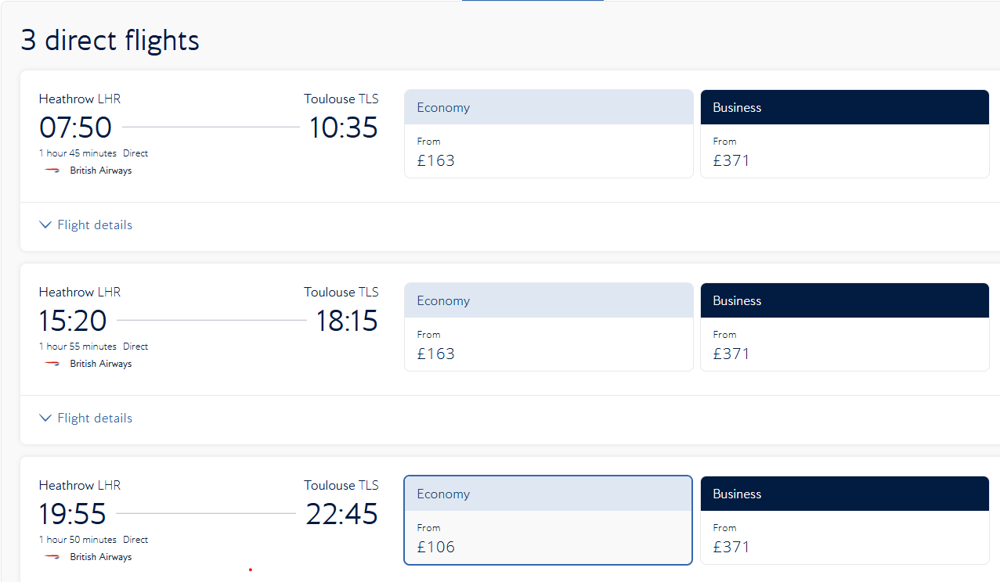 3 direct flights
Heathrow LHR Toulouse TLS
07:50 10:35
1 hour 45 minutes Direct
British Airways
Economy
From
£163
Business
From
£371
Flight details
Heathrow LHR Toulouse TLS
15:20 18:15
1 hour 55 minutes Direct
British Airways
Economy
From
£163
Business
From
£371
Flight details
Heathrow LHR Toulouse TLS
19:55 22:45
1 hour 50 minutes Direct
British Airways
Economy
From
£106
Business
From
£371